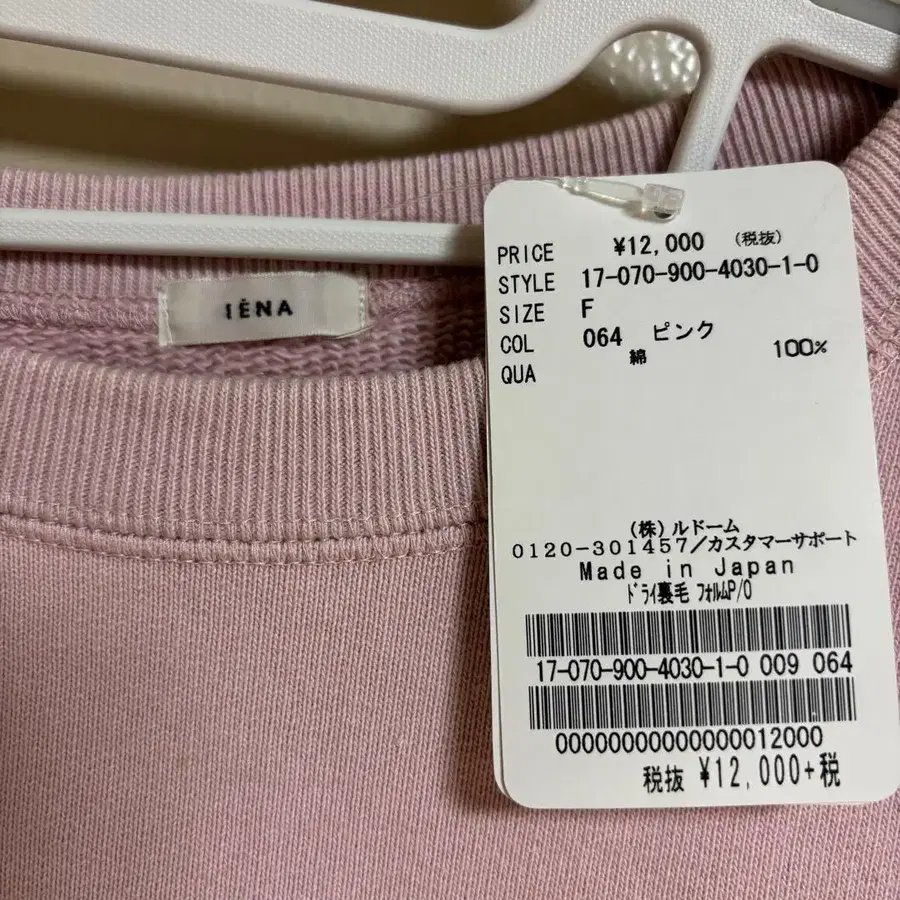 IÉNA
PRICE ¥12,000 (税抜)
STYLE 17-070-900-4030-1-0
SIZE F
COL 064 ピンク
QUA 綿 100%
(株)ルドーム
0120-301457/カスタマーサポート
Made in Japan
ドライ裏毛 フォルムP/O
17-070-900-4030-1-0 009 064
00000000000000012000
税抜 ¥12,000+税